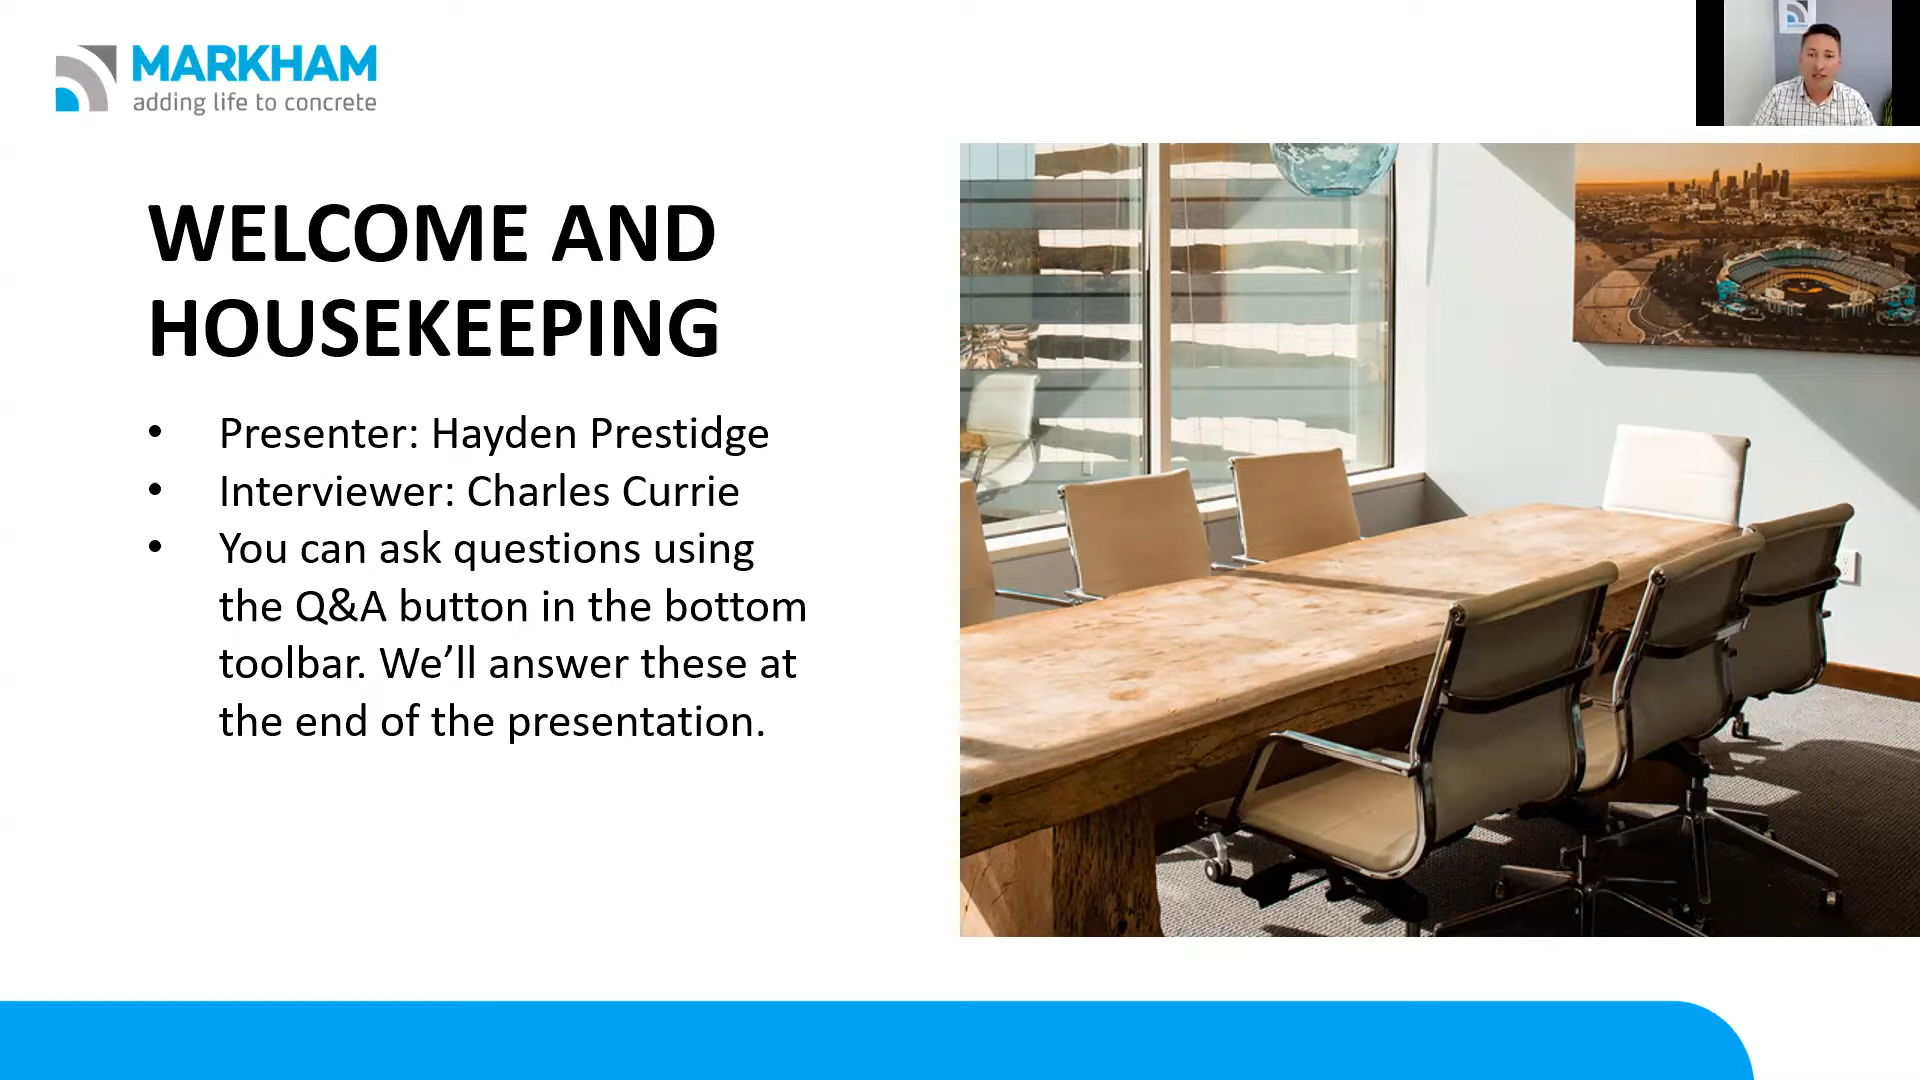 MARKHAM
adding life to concrete
WELCOME AND
HOUSEKEEPING
• Presenter: Hayden Prestidge
• Interviewer: Charles Currie
• You can ask questions using
the Q&A button in the bottom
toolbar. We’ll answer these at
the end of the presentation.